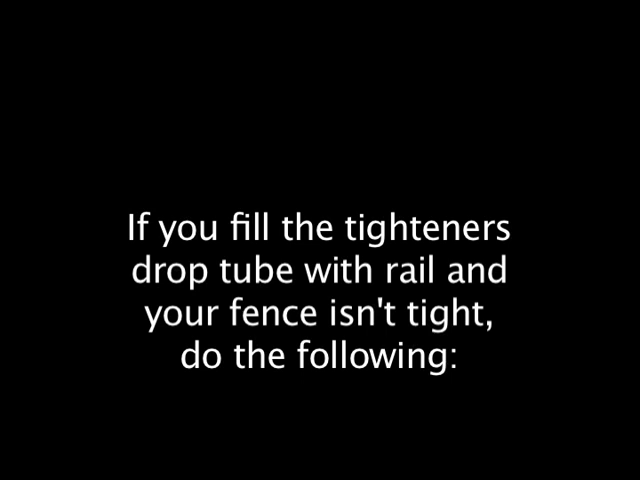 If you fill the tighteners
drop tube with rail and
your fence isn't tight,
do the following: